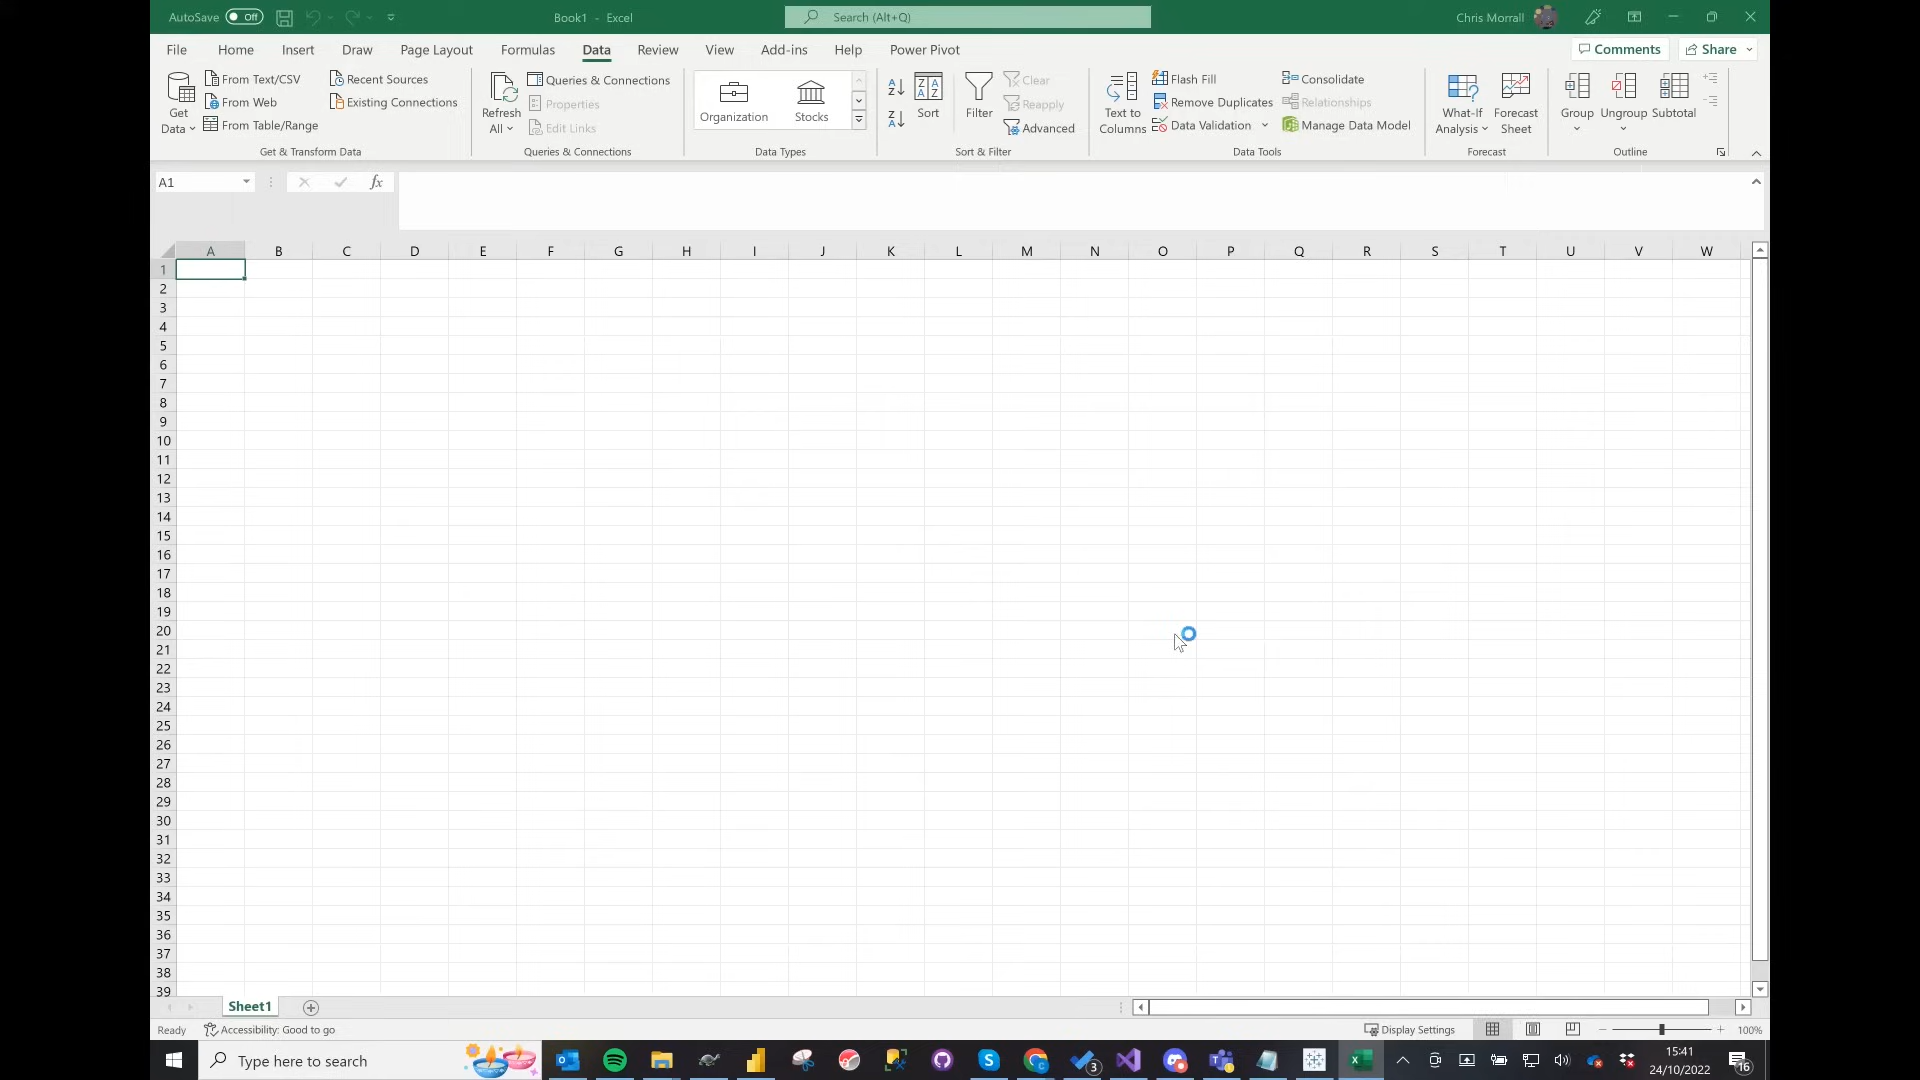 AutoSave Off Book1 - Excel Search (Alt+Q) Chris Morrall
File Home Insert Draw Page Layout Formulas Data Review View Add-ins Help Power Pivot Comments Share
Get Data
From Text/CSV
From Web
From Table/Range
Recent Sources
Existing Connections
Get & Transform Data
Refresh All
Queries & Connections
Properties
Edit Links
Queries & Connections
Organization Stocks
Data Types
Sort
Filter
Clear
Reapply
Advanced
Sort & Filter
Text to Columns
Flash Fill
Remove Duplicates
Data Validation
Consolidate
Relationships
Manage Data Model
Data Tools
What-If Analysis
Forecast Sheet
Forecast
Group Ungroup Subtotal
Outline
A1 fx
A B C D E F G H I J K L M N O P Q R S T U V W
1
2
3
4
5
6
7
8
9
10
11
12
13
14
15
16
17
18
19
20
21
22
23
24
25
26
27
28
29
30
31
32
33
34
35
36
37
38
39
Sheet1
Ready Accessibility: Good to go Display Settings 100%
Type here to search 3 15:41 16
24/10/2022